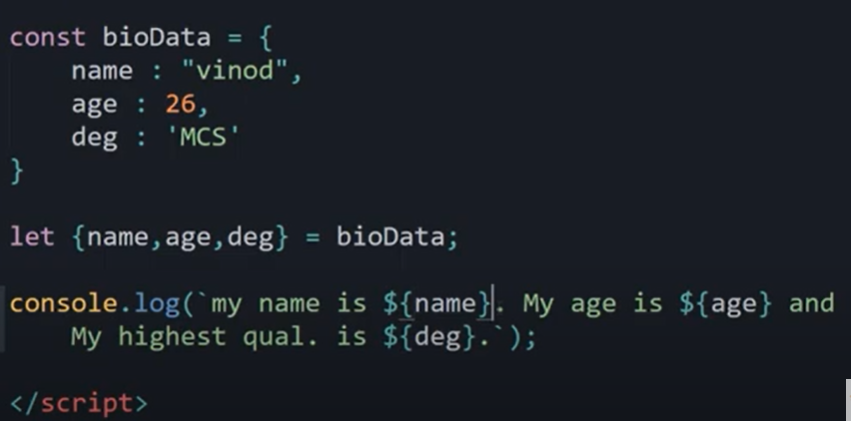 const bioData = {
    name : "vinod",
    age : 26,
    deg : 'MCS'
}
let {name,age,deg} = bioData;
console.log(`my name is ${name}. My age is ${age} and
    My highest qual. is ${deg}.`);
</script>